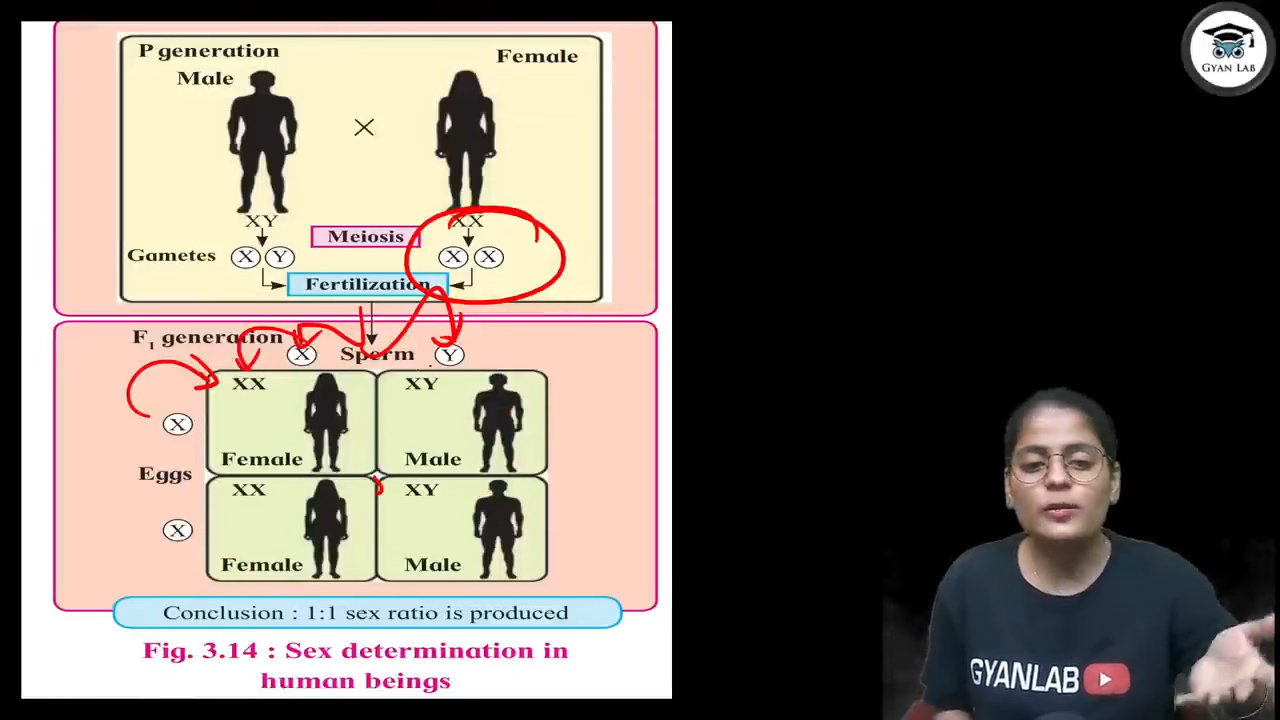 P generation
Male
Female
XY
XX
Meiosis
Gametes
X Y
X X
Fertilization
F1 generation
X
Sperm
Y
XX
XY
X
Female
Male
Eggs
XX
XY
X
Female
Male
Conclusion : 1:1 sex ratio is produced
Fig. 3.14 : Sex determination in
human beings
GYAN LAB
GYANLAB